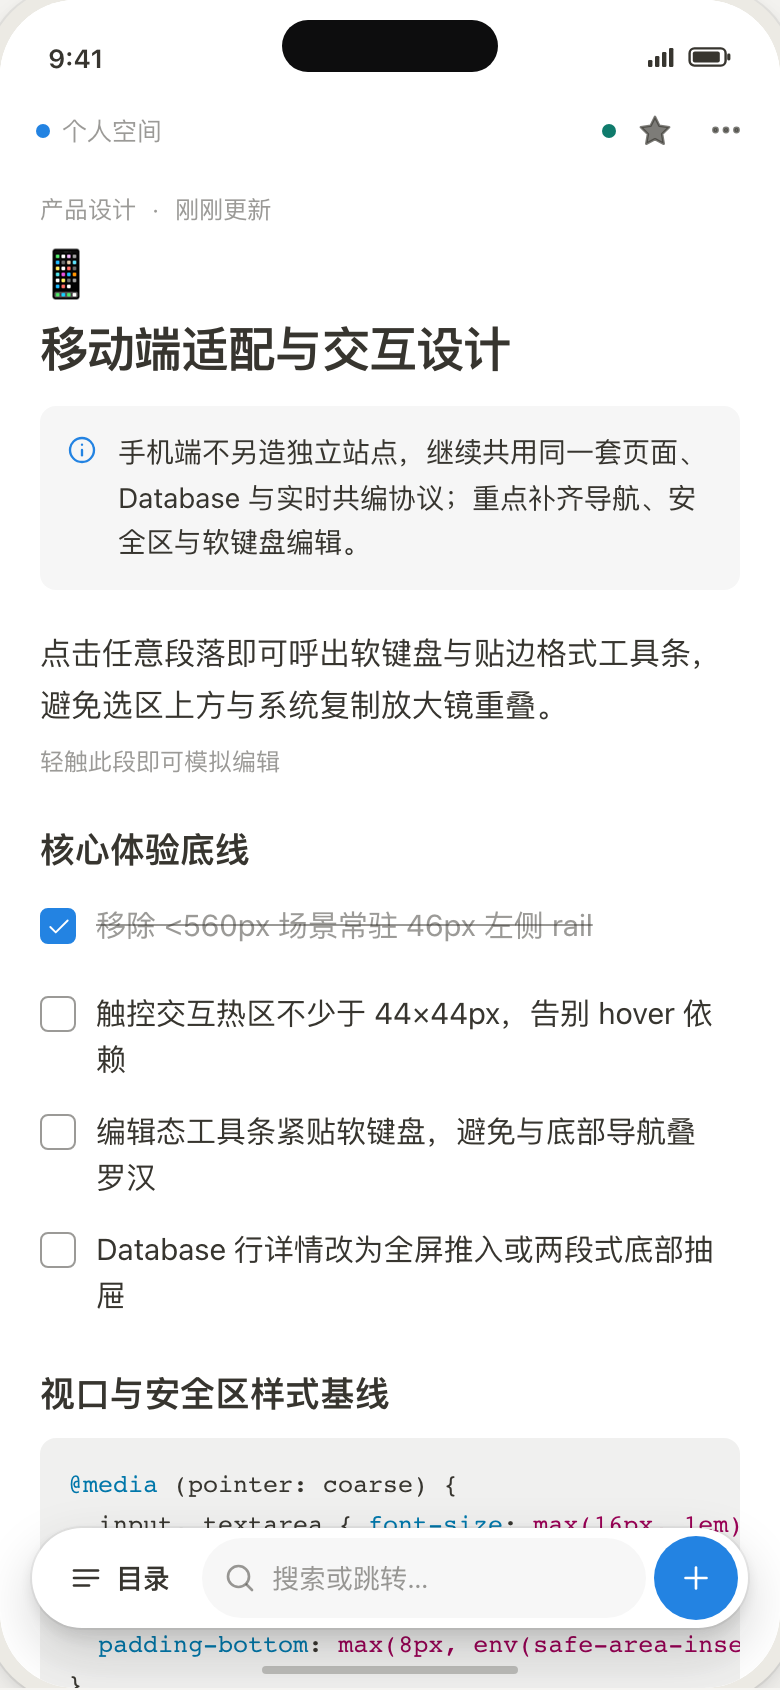 9:41
个人空间
产品设计 · 刚刚更新
移动端适配与交互设计
手机端不另造独立站点，继续共用同一套页面、
Database 与实时共编协议；重点补齐导航、安
全区与软键盘编辑。
点击任意段落即可呼出软键盘与贴边格式工具条，
避免选区上方与系统复制放大镜重叠。
轻触此段即可模拟编辑
核心体验底线
移除 <560px 场景常驻 46px 左侧 rail
触控交互热区不少于 44×44px，告别 hover 依
赖
编辑态工具条紧贴软键盘，避免与底部导航叠
罗汉
Database 行详情改为全屏推入或两段式底部抽
屉
视口与安全区样式基线
@media (pointer: coarse) {
input, textarea { font-size: max(16px, 1em)
目录
搜索或跳转...
padding-bottom: max(8px, env(safe-area-inse
}